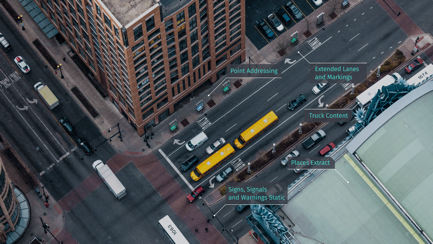 Point Addressing
Extended Lanes
and Markings
Truck Content
Places Extract
Signs, Signals
and Warnings Static